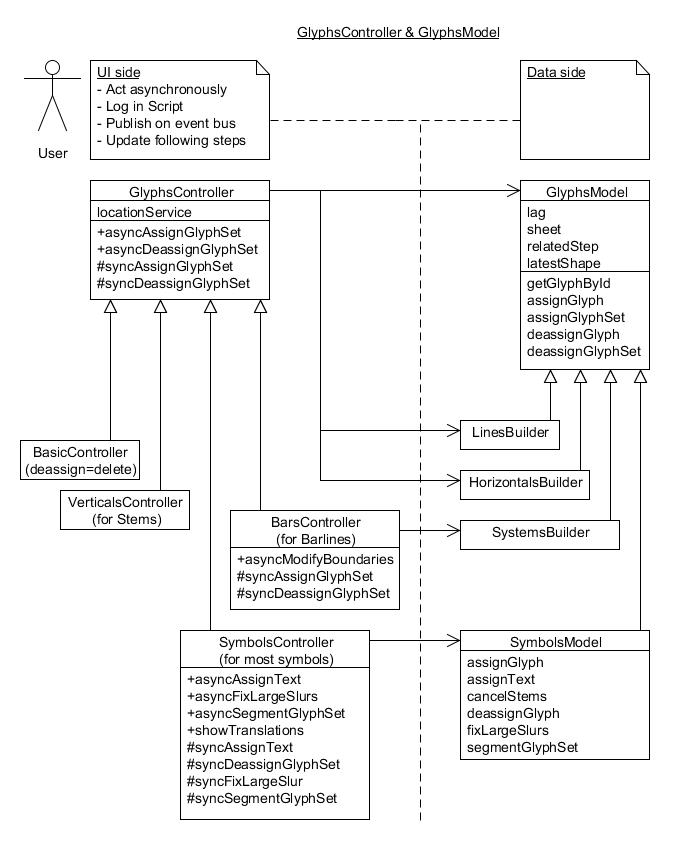 GlyphsController & GlyphsModel
User
UI side
- Act asynchronously
- Log in Script
- Publish on event bus
- Update following steps
Data side
GlyphsController
locationService
+asyncAssignGlyphSet
+asyncDeassignGlyphSet
#syncAssignGlyphSet
#syncDeassignGlyphSet
GlyphsModel
lag
sheet
relatedStep
latestShape
getGlyphById
assignGlyph
assignGlyphSet
deassignGlyph
deassignGlyphSet
BasicController
(deassign=delete)
VerticalsController
(for Stems)
LinesBuilder
HorizontalsBuilder
BarsController
(for Barlines)
+asyncModifyBoundaries
#syncAssignGlyphSet
#syncDeassignGlyphSet
SystemsBuilder
SymbolsController
(for most symbols)
+asyncAssignText
+asyncFixLargeSlurs
+asyncSegmentGlyphSet
+showTranslations
#syncAssignText
#syncDeassignGlyphSet
#syncFixLargeSlur
#syncSegmentGlyphSet
SymbolsModel
assignGlyph
assignText
cancelStems
deassignGlyph
fixLargeSlurs
segmentGlyphSet